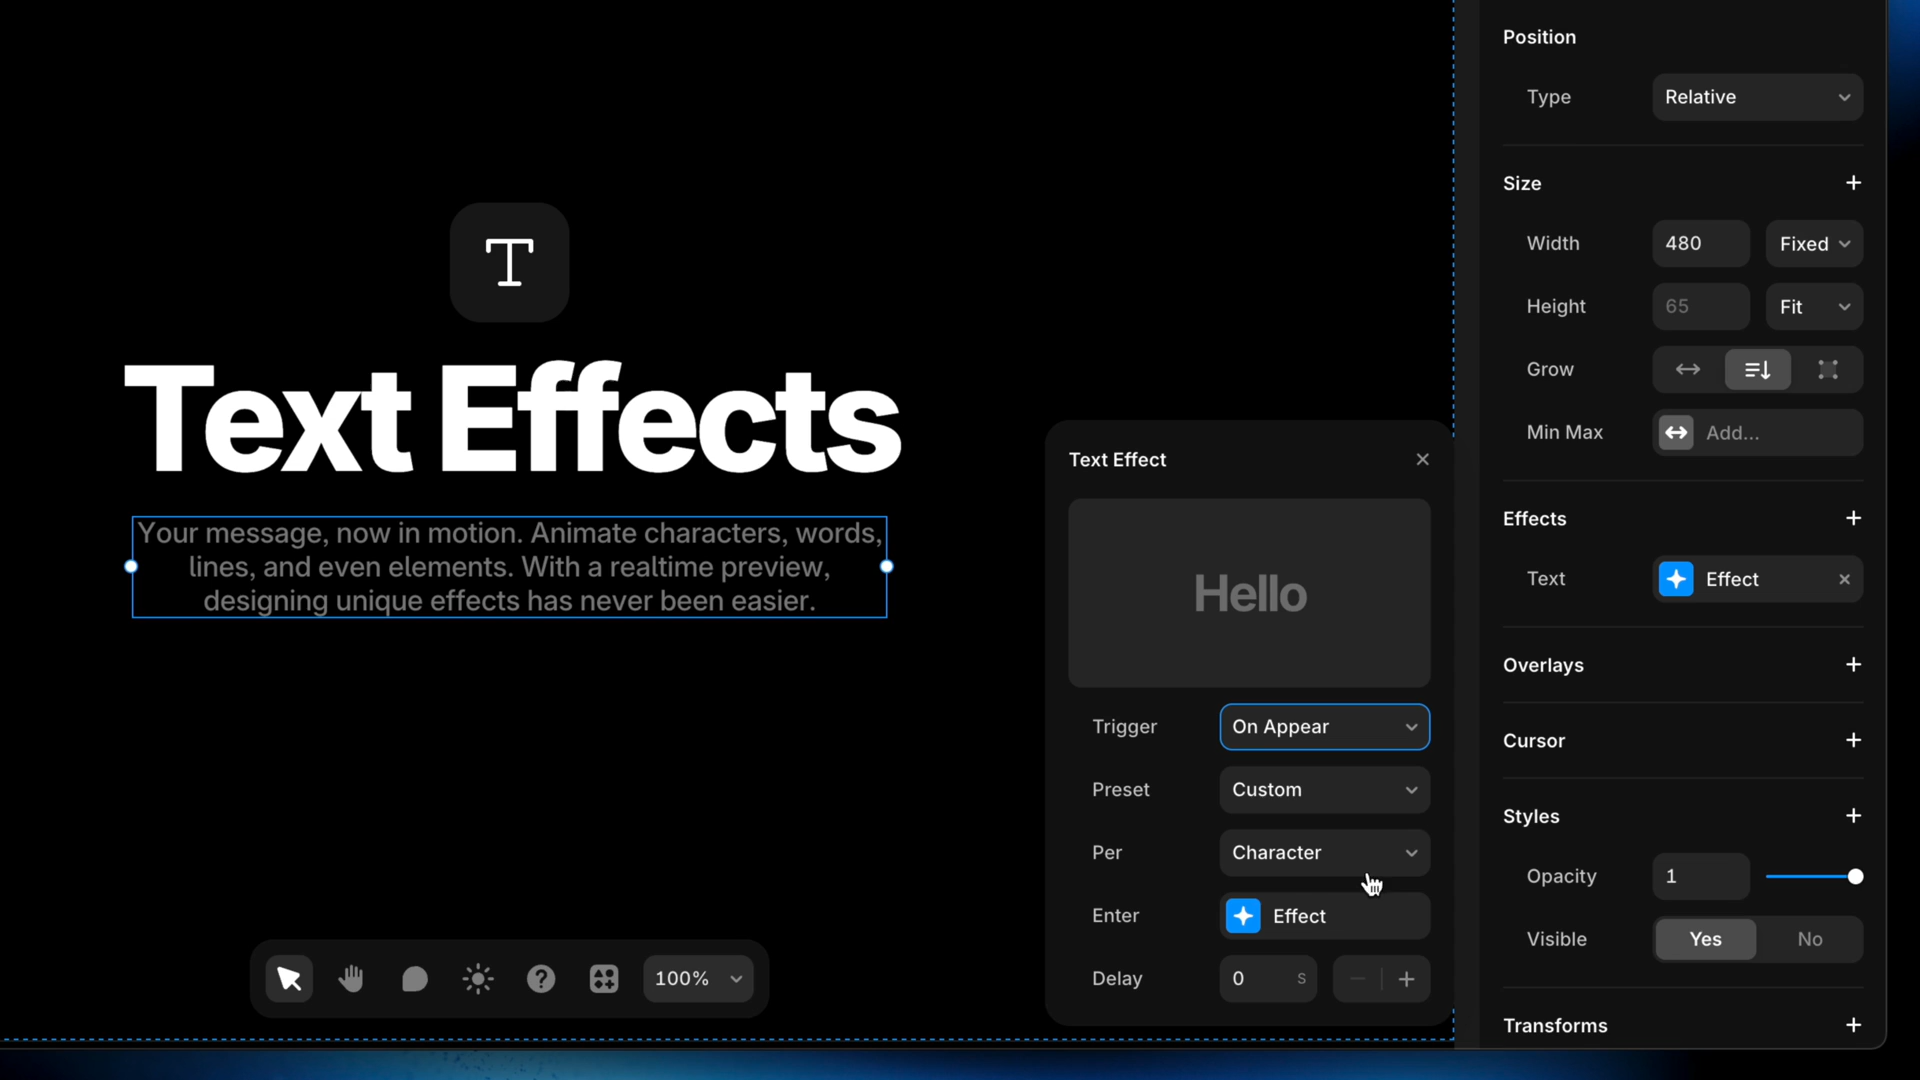 T
Text Effects
Your message, now in motion. Animate characters, words,
lines, and even elements. With a realtime preview,
designing unique effects has never been easier.
100%
Text Effect
Hello
Trigger On Appear
Preset Custom
Per Character
Enter Effect
Delay 0 s
Position
Type Relative
Size
Width 480 Fixed
Height 65 Fit
Grow
Min Max Add...
Effects
Text Effect
Overlays
Cursor
Styles
Opacity 1
Visible Yes No
Transforms